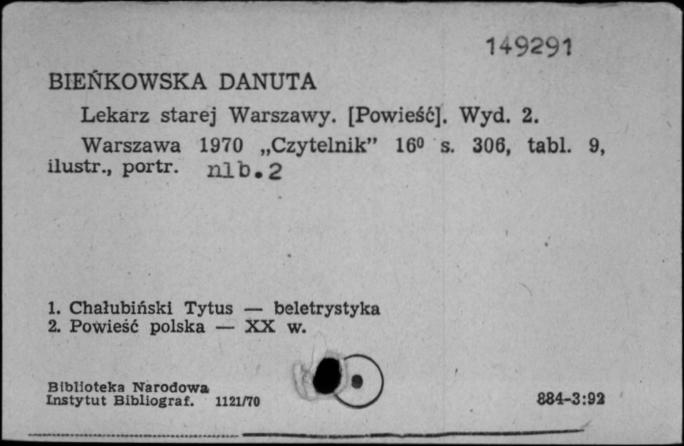 149291
BIEŃKOWSKA DANUTA
Lekarz starej Warszawy. [Powieść]. Wyd. 2.
Warszawa 1970 „Czytelnik” 16⁰ s. 306, tabl. 9,
ilustr., portr. nlb.2
1. Chałubiński Tytus — beletrystyka
2. Powieść polska — XX w.
Biblioteka Narodowa
Instytut Bibliograf. 1121/70
884-3:92